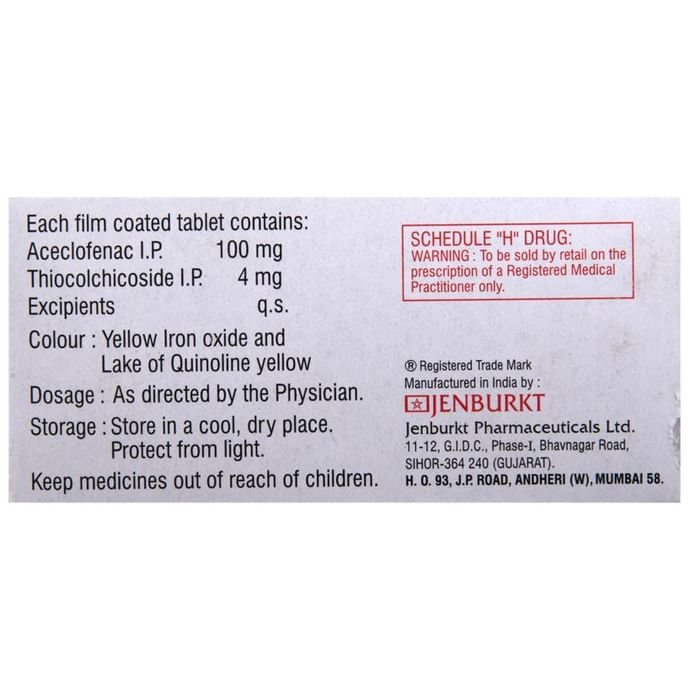 Each film coated tablet contains:
Aceclofenac I.P. 100 mg
Thiocolchicoside I.P. 4 mg
Excipients q.s.
Colour : Yellow Iron oxide and
Lake of Quinoline yellow
Dosage : As directed by the Physician.
Storage : Store in a cool, dry place.
Protect from light.
Keep medicines out of reach of children.
SCHEDULE "H" DRUG:
WARNING : To be sold by retail on the
prescription of a Registered Medical
Practitioner only.
® Registered Trade Mark
Manufactured in India by :
JENBURKT
Jenburkt Pharmaceuticals Ltd.
11-12, G.I.D.C., Phase-I, Bhavnagar Road,
SIHOR-364 240 (GUJARAT).
H. O. 93, J.P. ROAD, ANDHERI (W), MUMBAI 58.